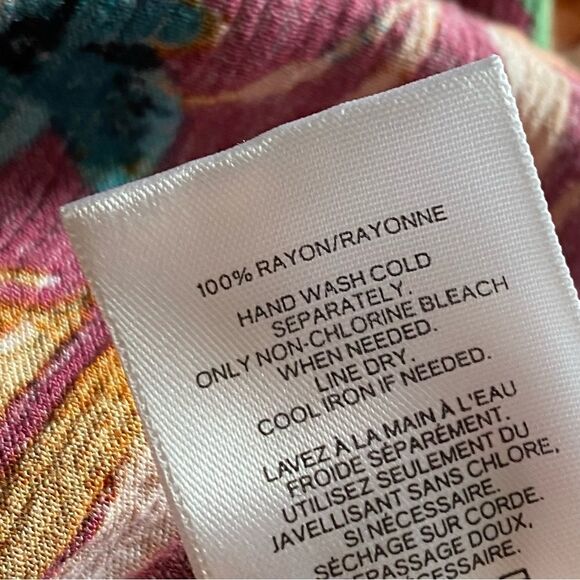 100% RAYON/RAYONNE
HAND WASH COLD
SEPARATELY.
ONLY NON-CHLORINE BLEACH
WHEN NEEDED.
LINE DRY.
COOL IRON IF NEEDED.
LAVEZ À LA MAIN À L'EAU
FROIDE SÉPARÉMENT.
UTILISEZ SEULEMENT DU
JAVELLISANT SANS CHLORE,
SI NÉCESSAIRE.
SÉCHAGE SUR CORDE.
DOUX,